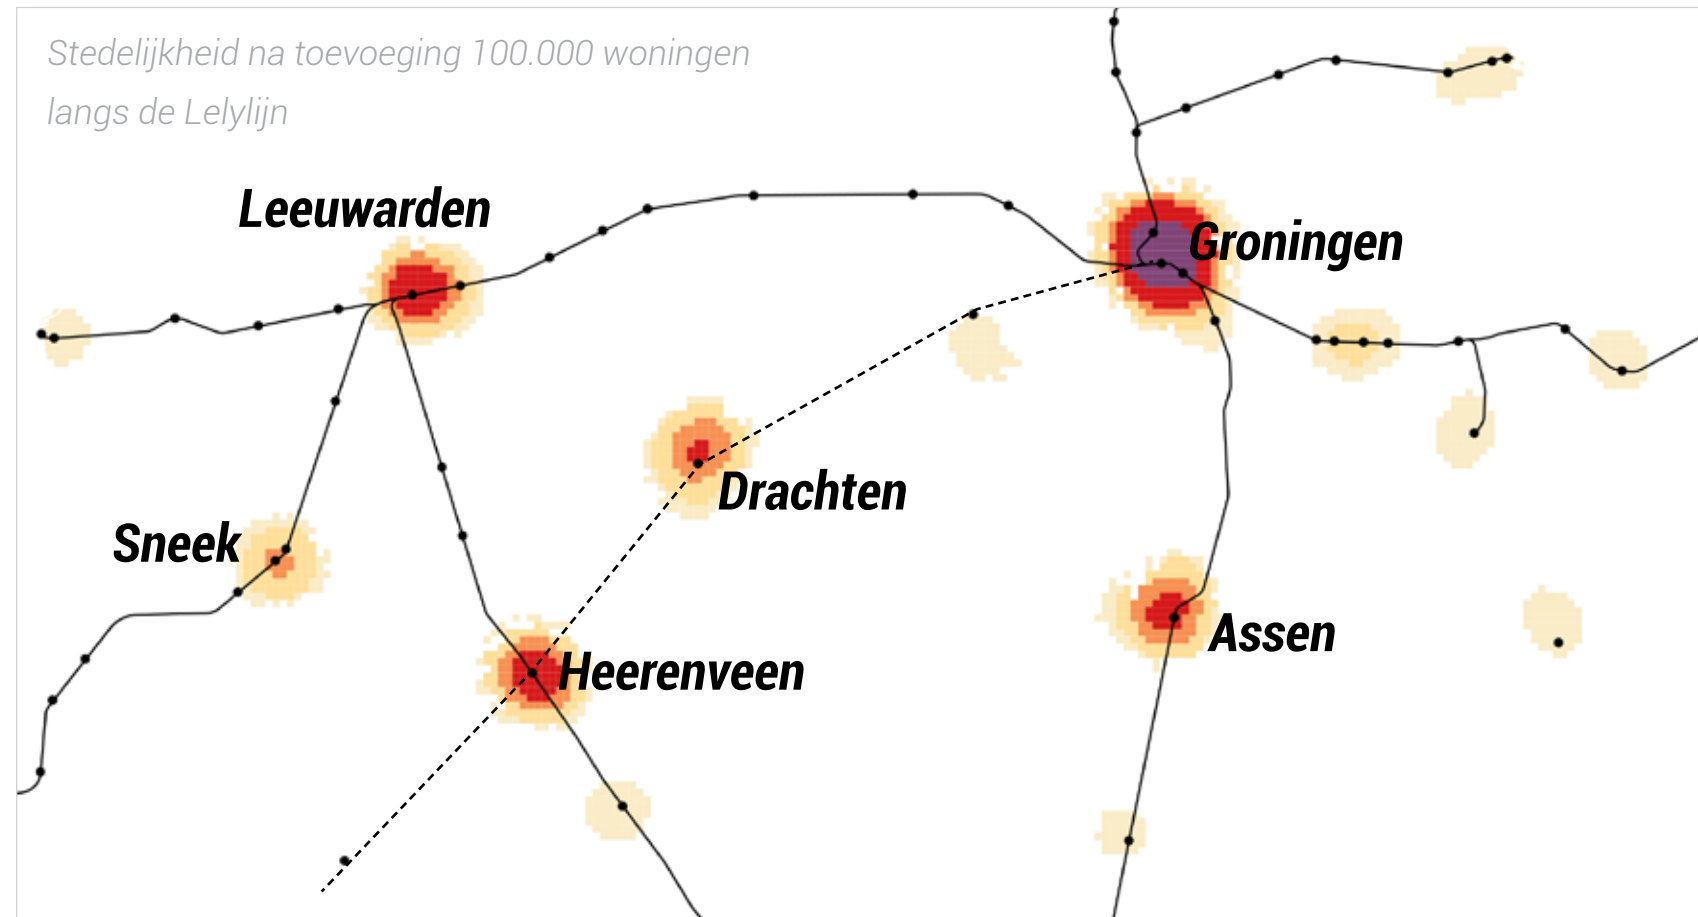 Stedelijkheid na toevoeging 100.000 woningen
langs de Lelylijn
Leeuwarden
Groningen
Drachten
Sneek
Assen
Heerenveen